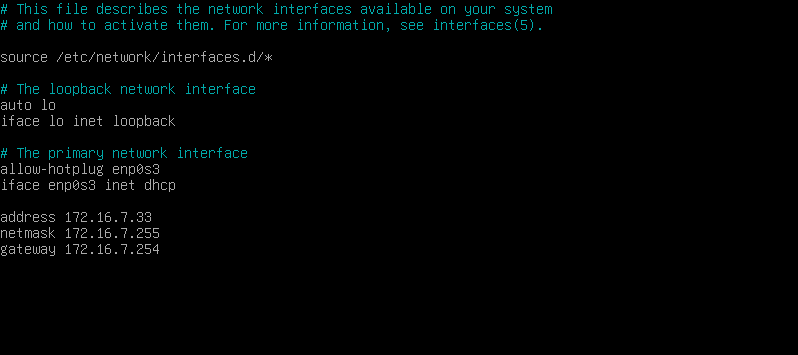 # This file describes the network interfaces available on your system
# and how to activate them. For more information, see interfaces(5).
source /etc/network/interfaces.d/*
# The loopback network interface
auto lo
iface lo inet loopback
# The primary network interface
allow-hotplug enp0s3
iface enp0s3 inet dhcp
address 172.16.7.33
netmask 172.16.7.255
gateway 172.16.7.254